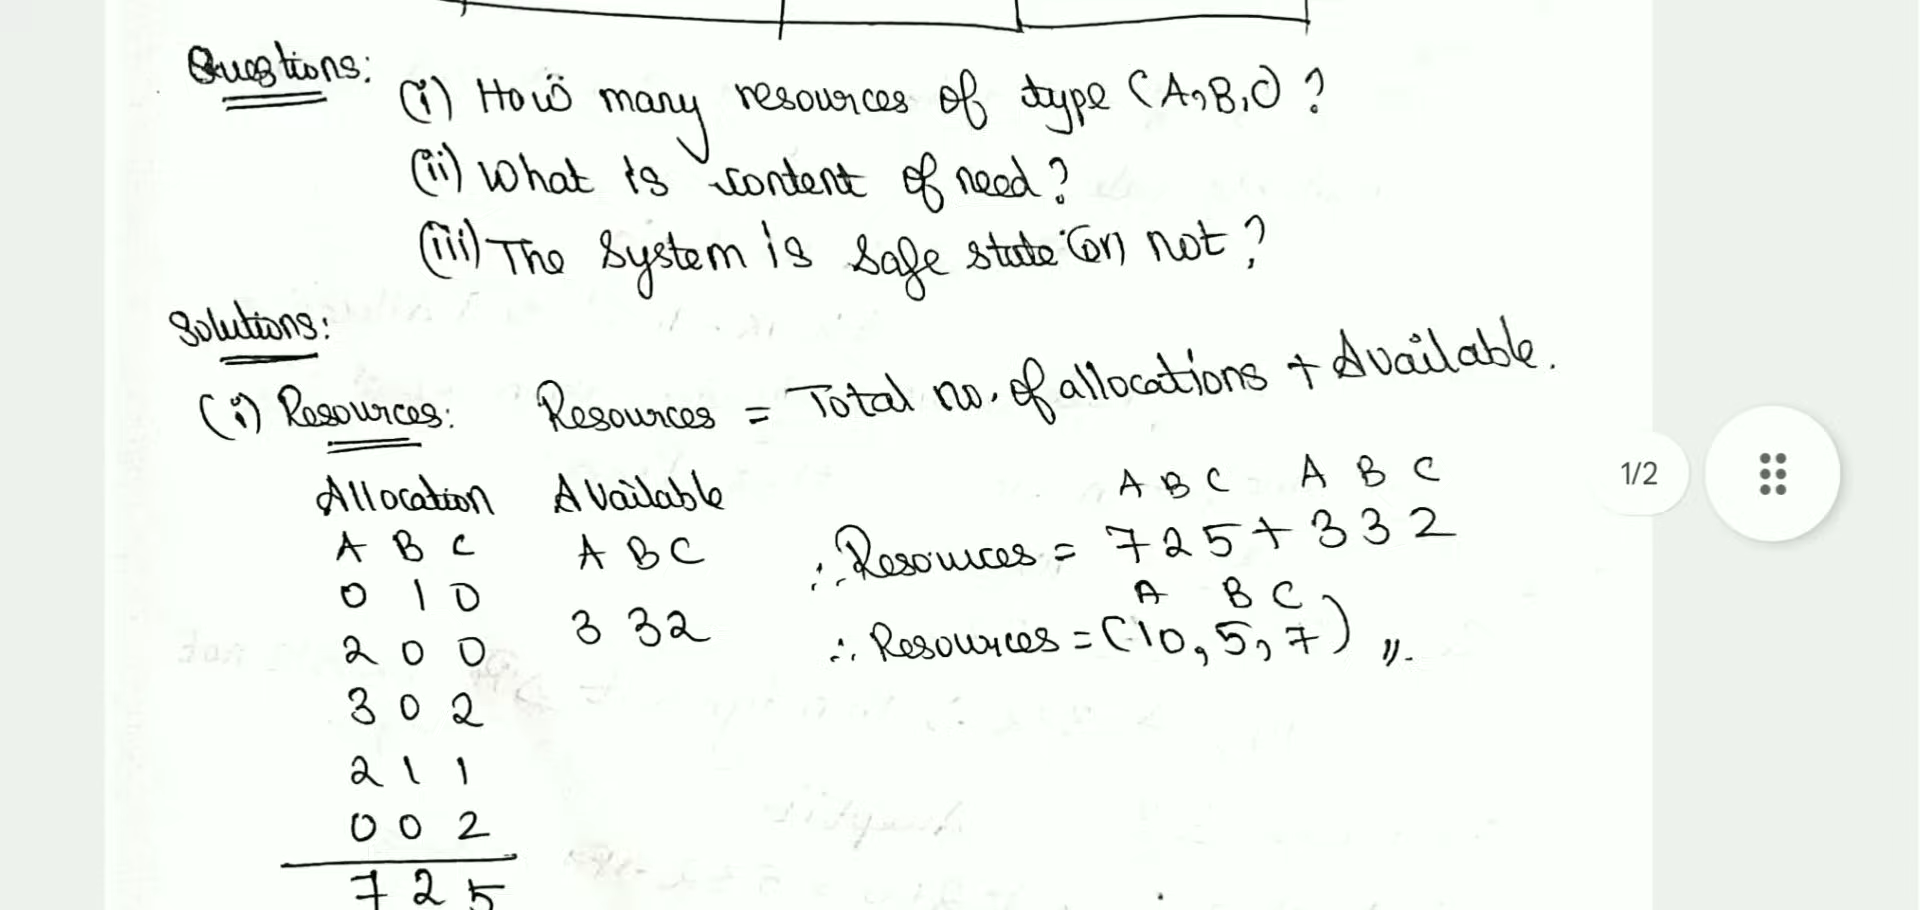 Questions:
(i) How many resources of type (A,B,C)?
(ii) What is content of need?
(iii) The System is Safe state (or) not?
Solutions:
(i) Resources: Resources = Total no. of allocations + Available.
Allocation Available
A B C A B C
0 1 0
3 3 2
2 0 0
3 0 2
2 1 1
0 0 2
7 2 5
A B C A B C
∴ Resources = 7 2 5 + 3 3 2
A B C
∴ Resources = (10, 5, 7) //.
1/2